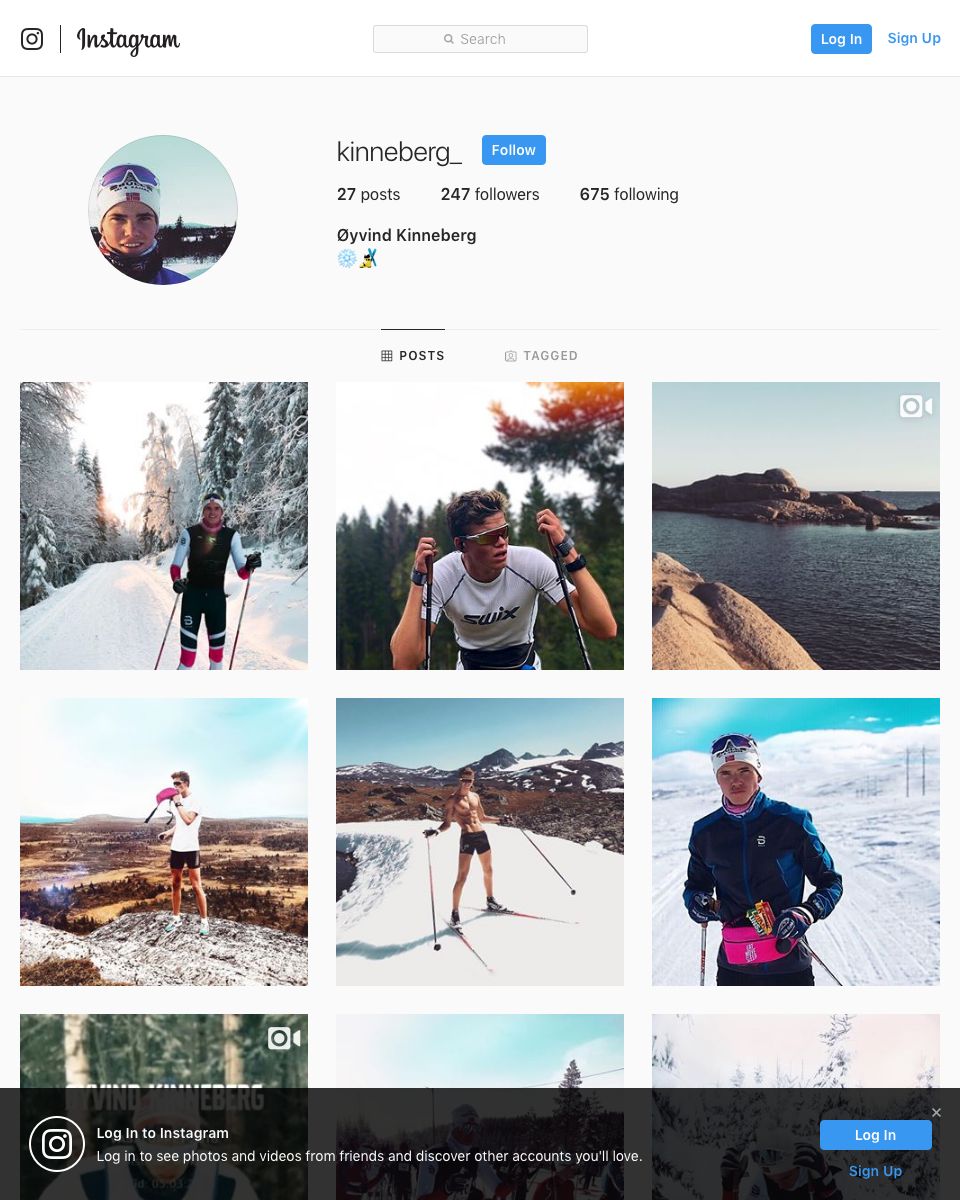 Instagram
Search
Log In
Sign Up
kinneberg_
Follow
27 posts
247 followers
675 following
Øyvind Kinneberg
❄️⛷
POSTS
TAGGED
SWIX
ØYVIND KINNEBERG
Log In to Instagram
Log in to see photos and videos from friends and discover other accounts you'll love.
Log In
Sign Up